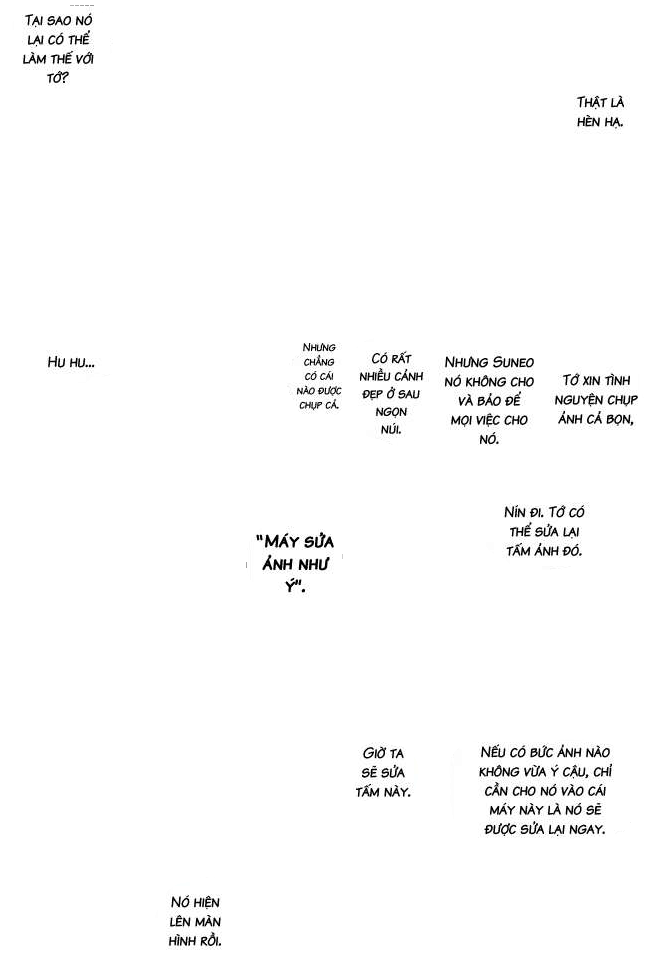 THẬT LÀ
HÈN HẠ.
TẠI SAO NÓ
LẠI CÓ THỂ
LÀM THẾ VỚI
TỚ?
TỚ XIN TÌNH
NGUYỆN CHỤP
ẢNH CẢ BỌN,
NHƯNG SUNEO
NÓ KHÔNG CHO
VÀ BẢO ĐỂ
MỌI VIỆC CHO
NÓ.
CÓ RẤT
NHIỀU CẢNH
ĐẸP Ở SAU
NGỌN
NÚI.
NHƯNG
CHẲNG
CÓ CÁI
NÀO ĐƯỢC
CHỤP CẢ.
HU HU...
NÍN ĐI. TỚ CÓ
THỂ SỬA LẠI
TẤM ẢNH ĐÓ.
"MÁY SỬA
ẢNH NHƯ
Ý".
NẾU CÓ BỨC ẢNH NÀO
KHÔNG VỪA Ý CẬU, CHỈ
CẦN CHO NÓ VÀO CÁI
MÁY NÀY LÀ NÓ SẼ
ĐƯỢC SỬA LẠI NGAY.
GIỜ TA
SẼ SỬA
TẤM NÀY.
NÓ HIỆN
LÊN MÀN
HÌNH RỒI.